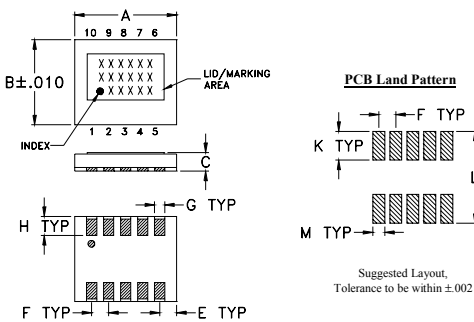 A
10 9 8 7 6
B±.010
XXXXXX
XXXXXX
XXXXXX
LID/MARKING
AREA
INDEX
1 2 3 4 5
C
G TYP
H TYP
F TYP
E TYP
PCB Land Pattern
F TYP
K TYP
L
M TYP
Suggested Layout,
Tolerance to be within ±.002